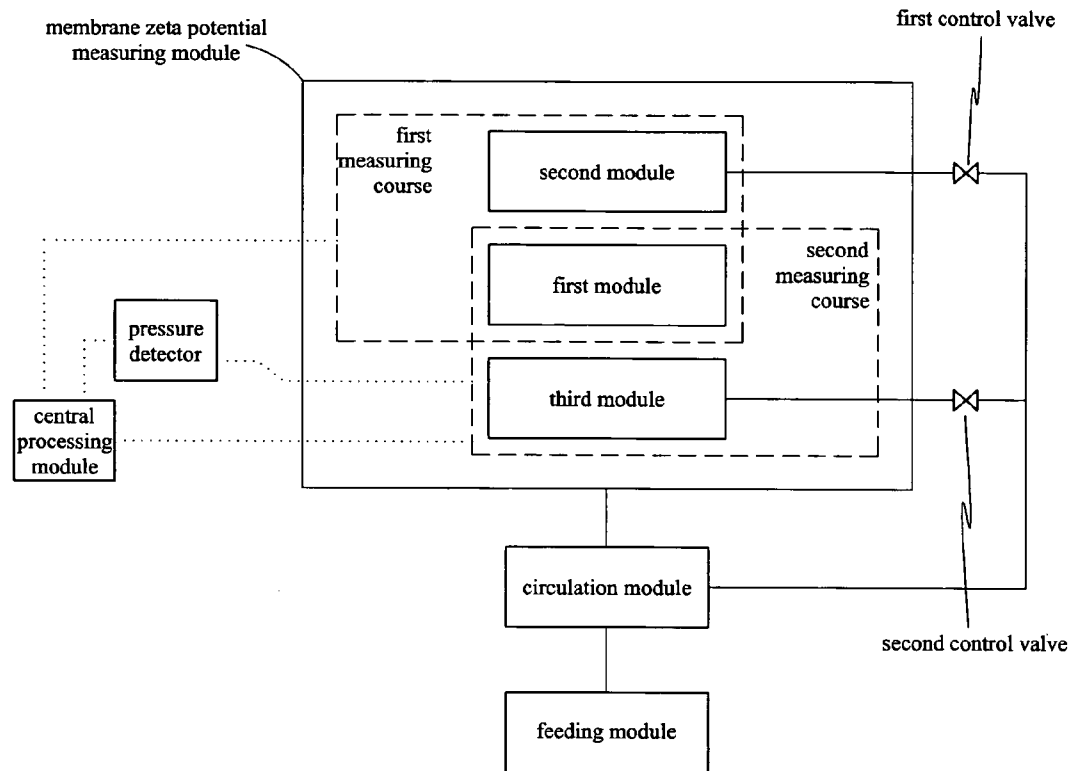 membrane zeta potential
measuring module
first control valve
first
measuring
course
second module
second
measuring
course
first module
pressure
detector
third module
central
processing
module
circulation module
second control valve
feeding module